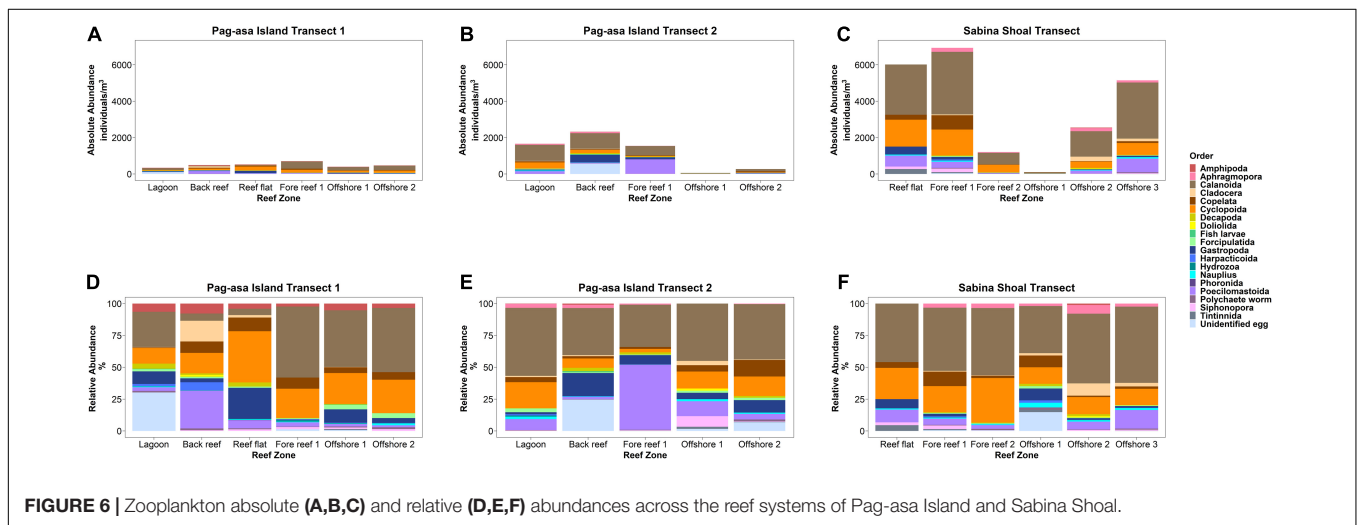 A
Pag-asa Island Transect 1
Absolute Abundance
individuals/m³
6000
4000
2000
0
Lagoon Back reef Reef flat Fore reef 1 Offshore 1 Offshore 2
Reef Zone
B
Pag-asa Island Transect 2
Absolute Abundance
individuals/m³
6000
4000
2000
0
Lagoon Back reef Fore reef 1 Offshore 1 Offshore 2
Reef Zone
C
Sabina Shoal Transect
Absolute Abundance
individuals/m³
6000
4000
2000
0
Reef flat Fore reef 1 Fore reef 2 Offshore 1 Offshore 2 Offshore 3
Reef Zone
D
Pag-asa Island Transect 1
Relative Abundance
%
100
75
50
25
0
Lagoon Back reef Reef flat Fore reef 1 Offshore 1 Offshore 2
Reef Zone
E
Pag-asa Island Transect 2
Relative Abundance
%
100
75
50
25
0
Lagoon Back reef Fore reef 1 Offshore 1 Offshore 2
Reef Zone
F
Sabina Shoal Transect
Relative Abundance
%
100
75
50
25
0
Reef flat Fore reef 1 Fore reef 2 Offshore 1 Offshore 2 Offshore 3
Reef Zone
Order
Amphipoda
Aphragmopora
Calanoida
Cladocera
Copelata
Cyclopoida
Decapoda
Doliolida
Fish larvae
Forcipulatida
Gastropoda
Harpacticoida
Hydrozoa
Nauplius
Phoronida
Poecilomastoida
Polychaete worm
Siphonopora
Tintinnida
Unidentified egg
FIGURE 6 | Zooplankton absolute (A,B,C) and relative (D,E,F) abundances across the reef systems of Pag-asa Island and Sabina Shoal.